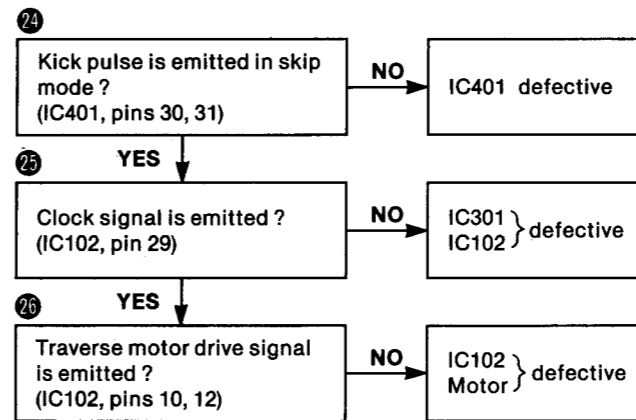 24
Kick pulse is emitted in skip
mode ?
(IC401, pins 30, 31)
NO
IC401 defective
YES
25
Clock signal is emitted ?
(IC102, pin 29)
NO
IC301
IC102
defective
YES
26
Traverse motor drive signal
is emitted ?
(IC102, pins 10, 12)
NO
IC102
Motor
defective